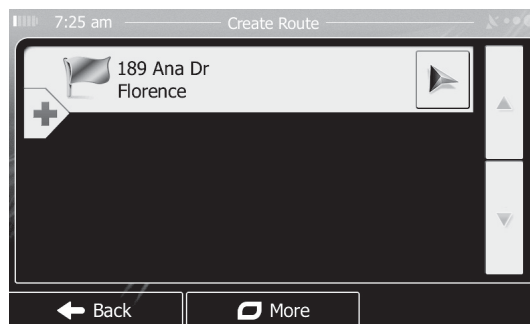 7:25 am
Create Route
189 Ana Dr
Florence
Back
More